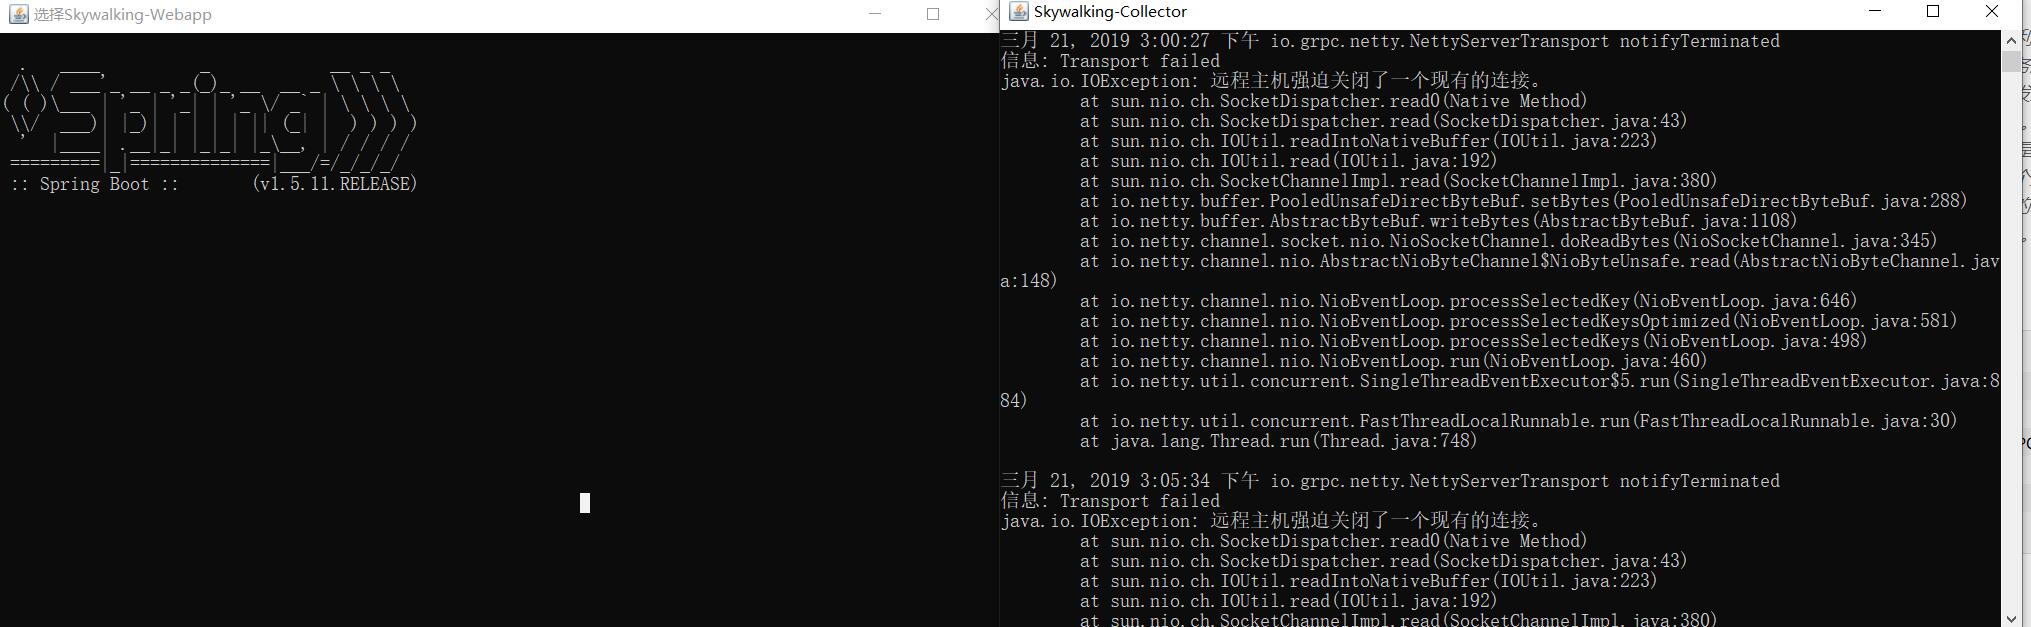 选择Skywalking-Webapp
:: Spring Boot ::        (v1.5.11.RELEASE)
Skywalking-Collector
三月 21, 2019 3:00:27 下午 io.grpc.netty.NettyServerTransport notifyTerminated
信息: Transport failed
java.io.IOException: 远程主机强迫关闭了一个现有的连接。
at sun.nio.ch.SocketDispatcher.read0(Native Method)
at sun.nio.ch.SocketDispatcher.read(SocketDispatcher.java:43)
at sun.nio.ch.IOUtil.readIntoNativeBuffer(IOUtil.java:223)
at sun.nio.ch.IOUtil.read(IOUtil.java:192)
at sun.nio.ch.SocketChannelImpl.read(SocketChannelImpl.java:380)
at io.netty.buffer.PooledUnsafeDirectByteBuf.setBytes(PooledUnsafeDirectByteBuf.java:288)
at io.netty.buffer.AbstractByteBuf.writeBytes(AbstractByteBuf.java:1108)
at io.netty.channel.socket.nio.NioSocketChannel.doReadBytes(NioSocketChannel.java:345)
at io.netty.channel.nio.AbstractNioByteChannel$NioByteUnsafe.read(AbstractNioByteChannel.jav
a:148)
at io.netty.channel.nio.NioEventLoop.processSelectedKey(NioEventLoop.java:646)
at io.netty.channel.nio.NioEventLoop.processSelectedKeysOptimized(NioEventLoop.java:581)
at io.netty.channel.nio.NioEventLoop.processSelectedKeys(NioEventLoop.java:498)
at io.netty.channel.nio.NioEventLoop.run(NioEventLoop.java:460)
at io.netty.util.concurrent.SingleThreadEventExecutor$5.run(SingleThreadEventExecutor.java:8
84)
at io.netty.util.concurrent.FastThreadLocalRunnable.run(FastThreadLocalRunnable.java:30)
at java.lang.Thread.run(Thread.java:748)
三月 21, 2019 3:05:34 下午 io.grpc.netty.NettyServerTransport notifyTerminated
信息: Transport failed
java.io.IOException: 远程主机强迫关闭了一个现有的连接。
at sun.nio.ch.SocketDispatcher.read0(Native Method)
at sun.nio.ch.SocketDispatcher.read(SocketDispatcher.java:43)
at sun.nio.ch.IOUtil.readIntoNativeBuffer(IOUtil.java:223)
at sun.nio.ch.IOUtil.read(IOUtil.java:192)
at sun.nio.ch.SocketChannelImpl.read(SocketChannelImpl.java:380)